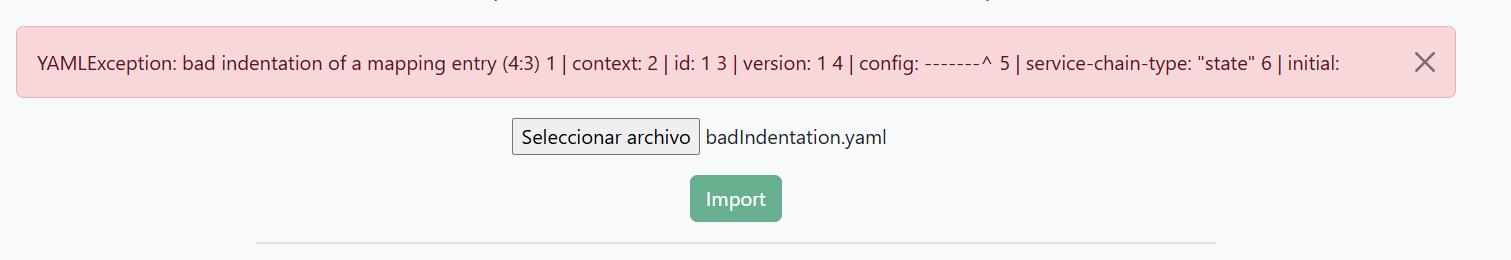 YAMLException: bad indentation of a mapping entry (4:3) 1 | context: 2 | id: 1 3 | version: 1 4 | config: -------^ 5 | service-chain-type: "state" 6 | initial:
Seleccionar archivo badIndentation.yaml
Import